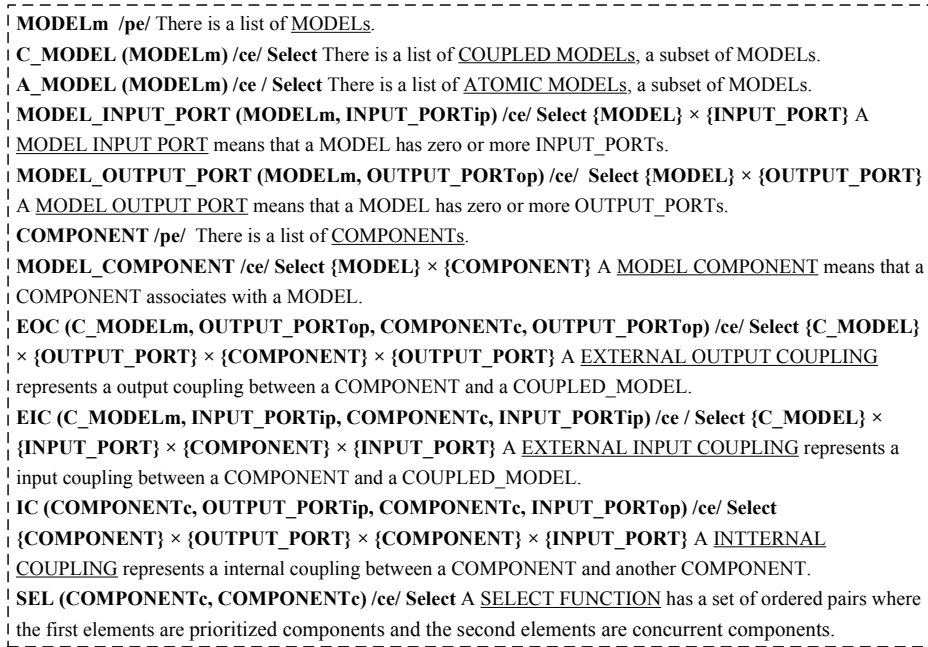 MODELm /pe/ There is a list of MODELs.
C_MODEL (MODELm) /ce/ Select There is a list of COUPLED MODELs, a subset of MODELs.
A_MODEL (MODELm) /ce / Select There is a list of ATOMIC MODELs, a subset of MODELs.
MODEL_INPUT_PORT (MODELm, INPUT_PORTip) /ce/ Select {MODEL} × {INPUT_PORT} A
MODEL INPUT PORT means that a MODEL has zero or more INPUT_PORTs.
MODEL_OUTPUT_PORT (MODELm, OUTPUT_PORTop) /ce/ Select {MODEL} × {OUTPUT_PORT}
A MODEL OUTPUT PORT means that a MODEL has zero or more OUTPUT_PORTs.
COMPONENT /pe/ There is a list of COMPONENTs.
MODEL_COMPONENT /ce/ Select {MODEL} × {COMPONENT} A MODEL COMPONENT means that a
COMPONENT associates with a MODEL.
EOC (C_MODELm, OUTPUT_PORTop, COMPONENTc, OUTPUT_PORTop) /ce/ Select {C_MODEL}
× {OUTPUT_PORT} × {COMPONENT} × {OUTPUT_PORT} A EXTERNAL OUTPUT COUPLING
represents a output coupling between a COMPONENT and a COUPLED_MODEL.
EIC (C_MODELm, INPUT_PORTip, COMPONENTc, INPUT_PORTip) /ce / Select {C_MODEL} ×
{INPUT_PORT} × {COMPONENT} × {INPUT_PORT} A EXTERNAL INPUT COUPLING represents a
input coupling between a COMPONENT and a COUPLED_MODEL.
IC (COMPONENTc, OUTPUT_PORTip, COMPONENTc, INPUT_PORTop) /ce/ Select
{COMPONENT} × {OUTPUT_PORT} × {COMPONENT} × {INPUT_PORT} A INTTERNAL
COUPLING represents a internal coupling between a COMPONENT and another COMPONENT.
SEL (COMPONENTc, COMPONENTc) /ce/ Select A SELECT FUNCTION has a set of ordered pairs where
the first elements are prioritized components and the second elements are concurrent components.